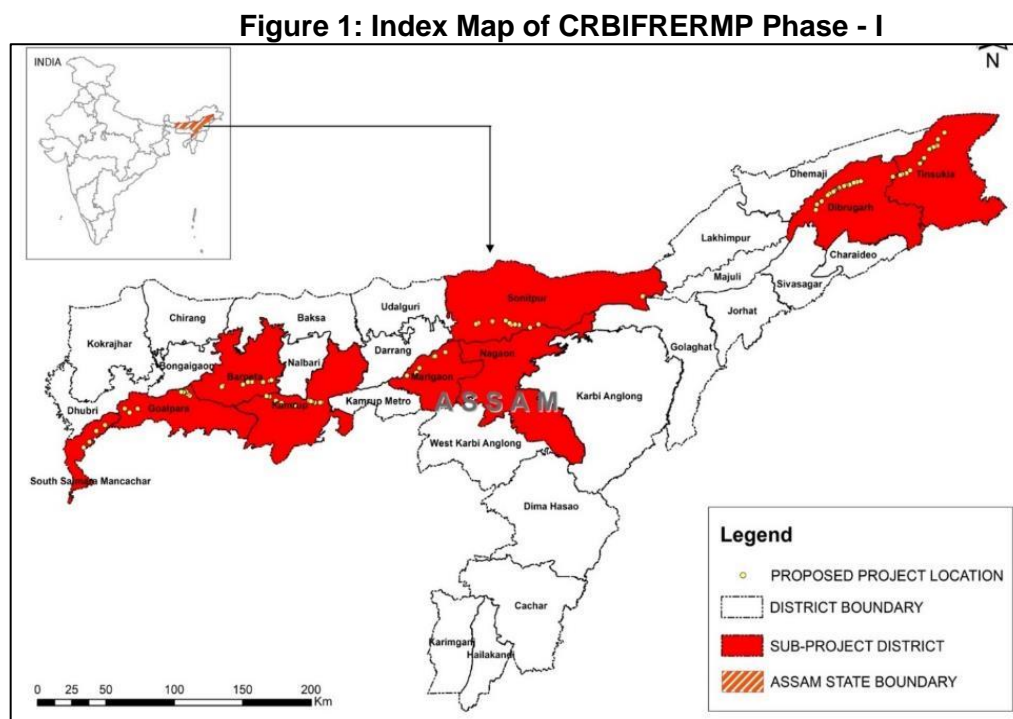 Figure 1: Index Map of CRBIFRERMP Phase - I
INDIA
N
Dhemaji
Tinsukia
Dibrugarh
Lakhimpur
Charaideo
Majuli
Sivasagar
Jorhat
Sonitpur
Udalguri
Chirang
Baksa
Kokrajhar
Golaghat
Darrang
Nagaon
Bongaigaon
Nalbari
Barpeta
Marigaon
Karbi Anglong
Kamrup
Kamrup Metro
ASSAM
Dhubri
Goalpara
West Karbi Anglong
South Salmara Mancachar
Dima Hasao
Cachar
Karimganj
Hailakandi
Legend
PROPOSED PROJECT LOCATION
DISTRICT BOUNDARY
SUB-PROJECT DISTRICT
ASSAM STATE BOUNDARY
0 25 50 100 150 200
Km